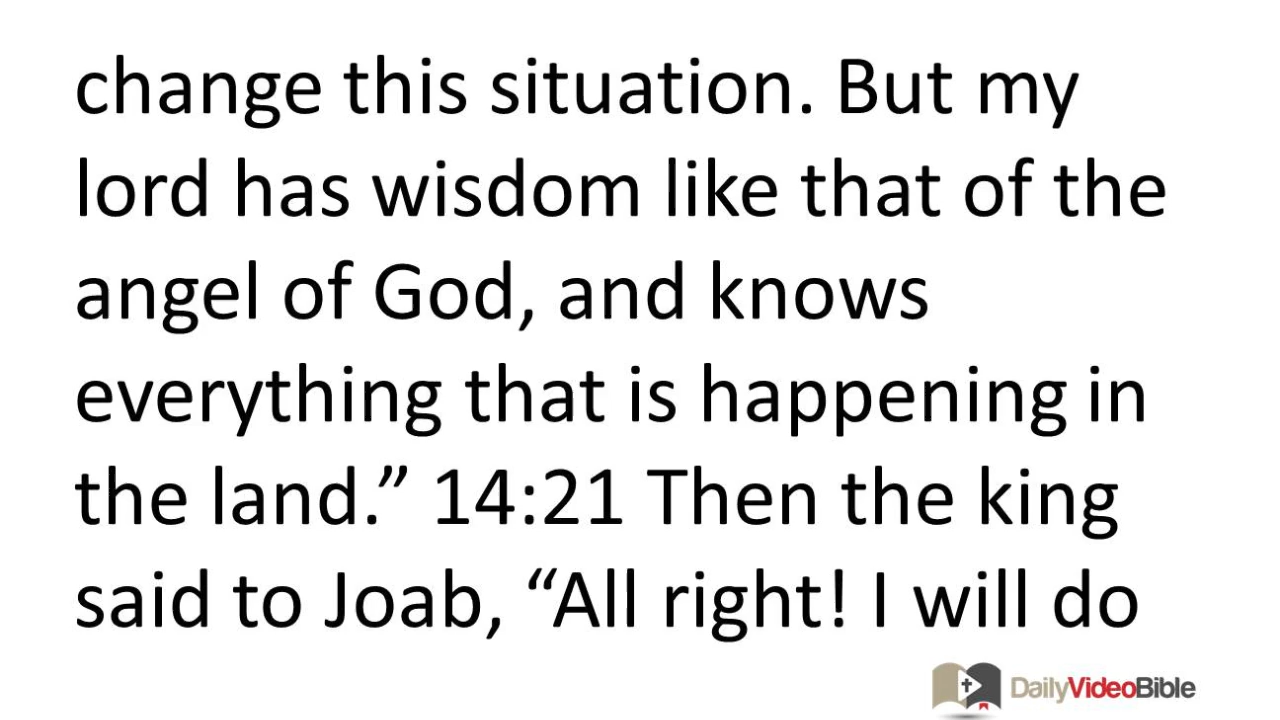 change this situation. But my
lord has wisdom like that of the
angel of God, and knows
everything that is happening in
the land.” 14:21 Then the king
said to Joab, “All right! I will do
DailyVideoBible